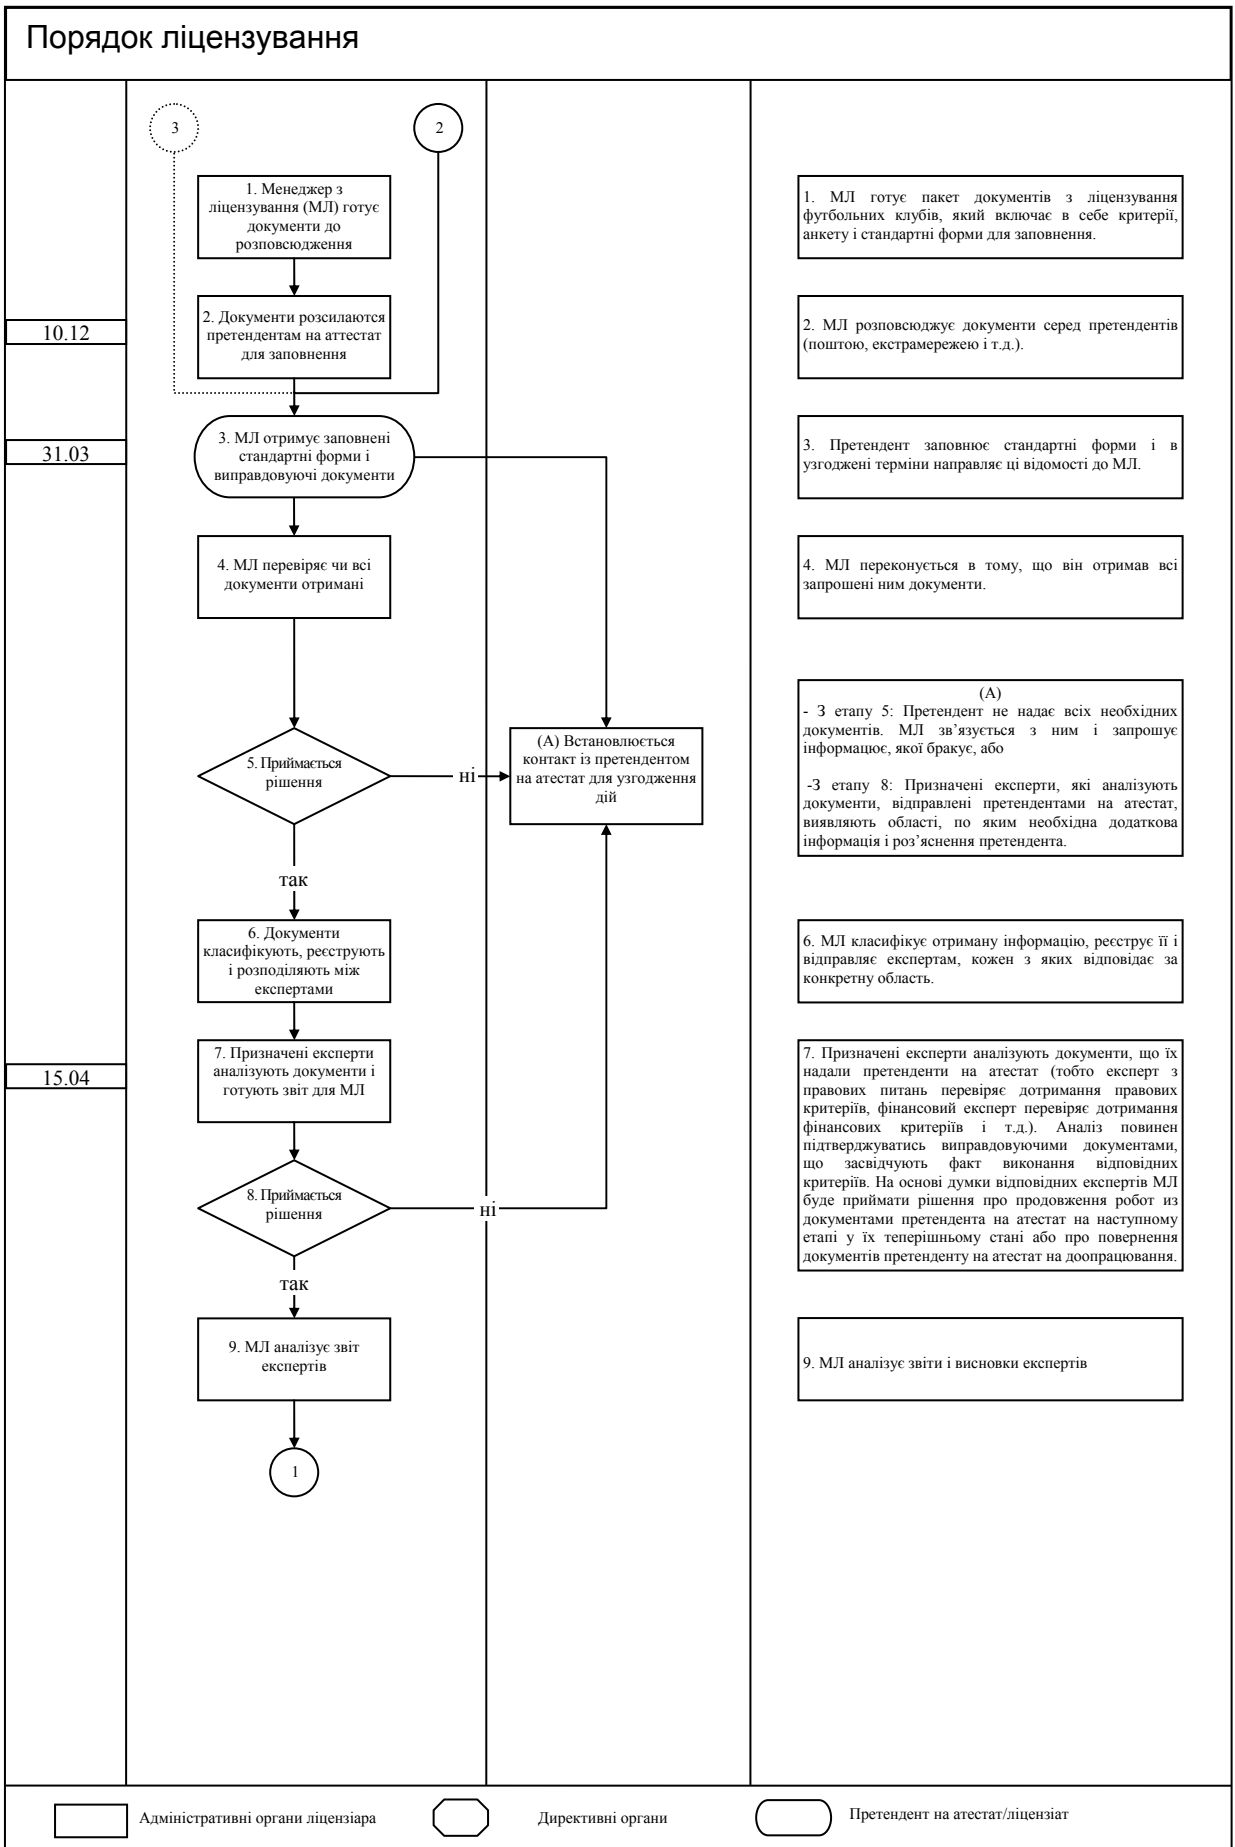 Порядок ліцензування
3
2
1. Менеджер з
ліцензування (МЛ) готує
документи до
розповсюдження
1. МЛ готує пакет документів з ліцензування
футбольних клубів, який включає в себе критерії,
анкету і стандартні форми для заповнення.
10.12
2. Документи розсилаются
претендентам на аттестат
для заповнення
2. МЛ розповсюджує документи серед претендентів
(поштою, екстрамережею і т.д.).
31.03
3. МЛ отримує заповнені
стандартні форми і
виправдовуючі документи
3. Претендент заповнює стандартні форми і в
узгоджені терміни направляє ці відомості до МЛ.
4. МЛ перевіряє чи всі
документи отримані
4. МЛ переконується в тому, що він отримав всі
запрошені ним документи.
5. Приймається
рішення
ні
(А) Встановлюється
контакт із претендентом
на атестат для узгодження
дій
(А)
- З етапу 5: Претендент не надає всіх необхідних
документів. МЛ зв’язується з ним і запрошує
інформацює, якої бракує, або
-З етапу 8: Призначені експерти, які аналізують
документи, відправлені претендентами на атестат,
виявляють області, по яким необхідна додаткова
інформація і роз’яснення претендента.
так
6. Документи
класифікують, реєструють
і розподіляють між
експертами
6. МЛ класифікує отриману інформацію, реєструє її і
відправляє експертам, кожен з яких відповідає за
конкретну область.
15.04
7. Призначені експерти
аналізують документи і
готують звіт для МЛ
7. Призначені експерти аналізують документи, що їх
надали претенденти на атестат (тобто експерт з
правових питань перевіряє дотримання правових
критеріїв, фінансовий експерт перевіряє дотримання
фінансових критеріїв і т.д.). Аналіз повинен
підтверджуватись виправдовуючими документами,
що засвідчують факт виконання відповідних
критеріїв. На основі думки відповідних експертів МЛ
буде приймати рішення про продовження робот из
документами претендента на атестат на наступному
етапі у їх теперішньому стані або про повернення
документів претенденту на атестат на доопрацювання.
8. Приймається
рішення
ні
так
9. МЛ аналізує звіт
експертів
9. МЛ аналізує звіти і висновки експертів
1
Адміністративні органи ліцензіара
Директивні органи
Претендент на атестат/ліцензіат